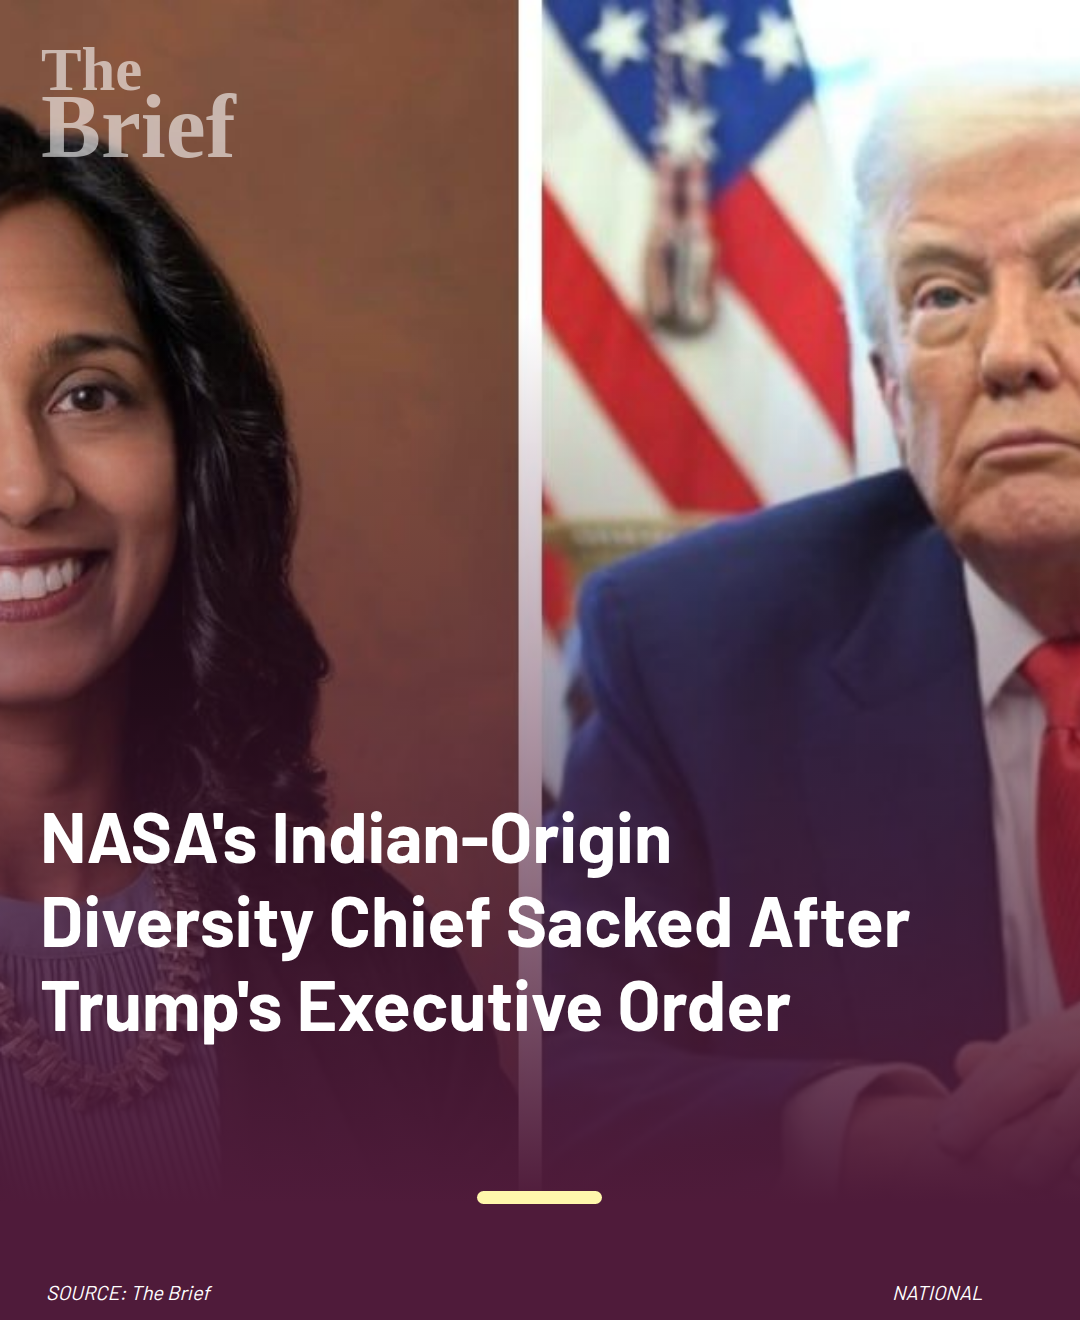 The
Brief
NASA's Indian-Origin
Diversity Chief Sacked After
Trump's Executive Order
SOURCE: The Brief
NATIONAL